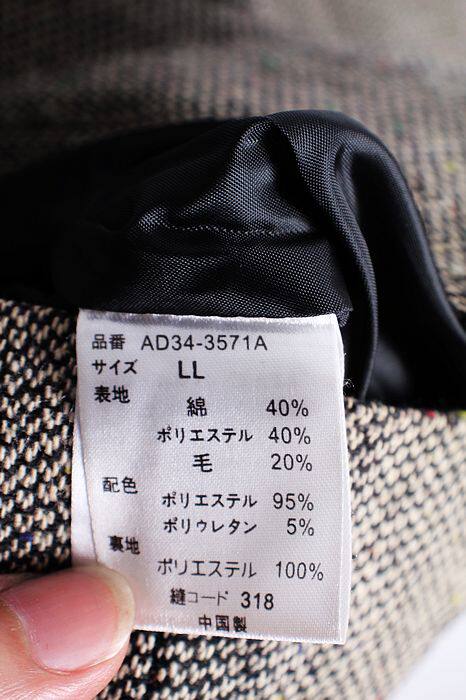 品番 AD34-3571A
サイズ LL
表地
綿 40%
ポリエステル 40%
毛 20%
配色
ポリエステル 95%
ポリウレタン 5%
裏地
ポリエステル 100%
縫コード 318
中国製